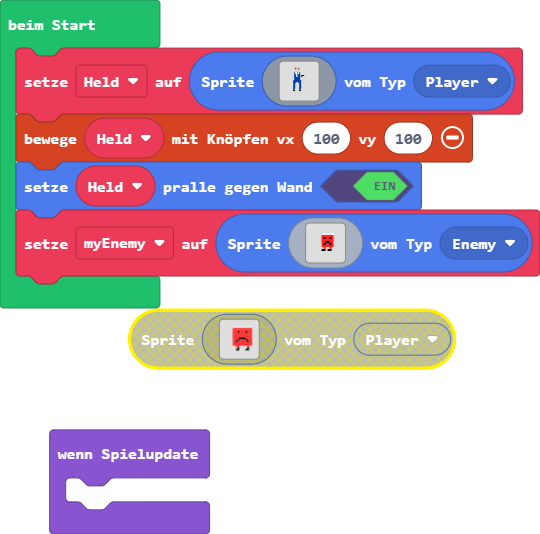 beim Start
setze Held auf Sprite vom Typ Player
bewege Held mit Knöpfen vx 100 vy 100
setze Held pralle gegen Wand EIN
setze myEnemy auf Sprite vom Typ Enemy
Sprite vom Typ Player
wenn Spielupdate